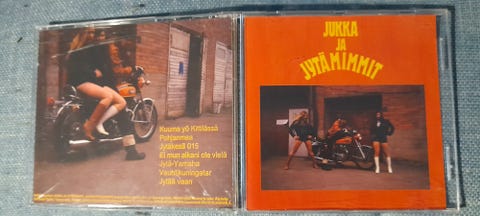 Kuuma yö Kitilässä
Pohjanmaa
Jytäkesä 015
Ei mun aikani ole vielä
Jytä-Yamaha
Vauhtikuningatar
Jytää vaan
JUKKA
JA
JYTÄMIMMIT